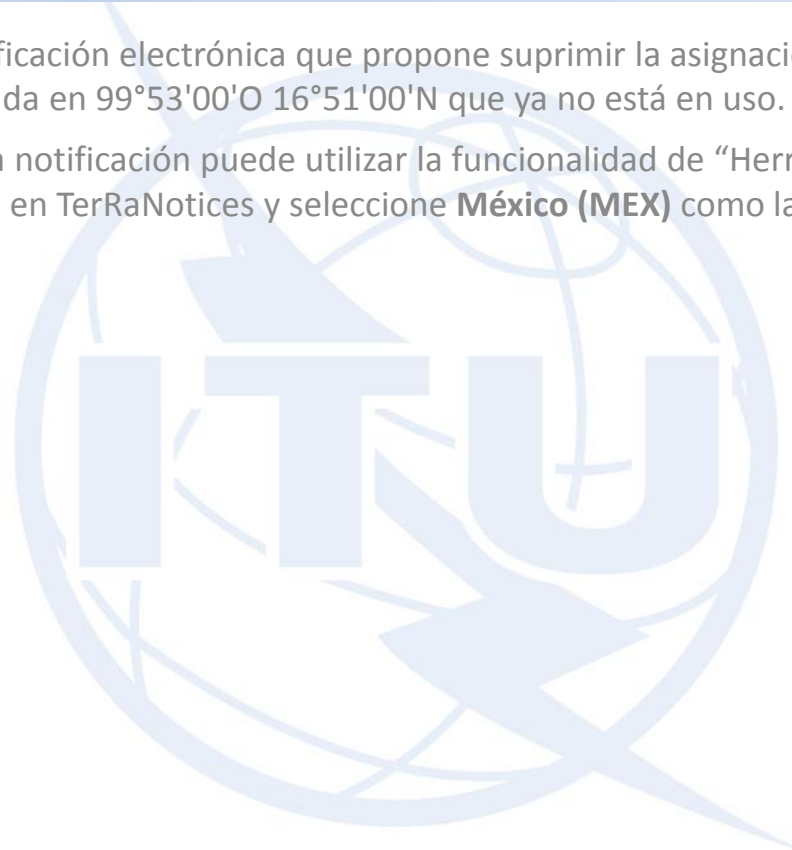 ficación electrónica que propone suprimir la asignació
da en 99°53'00'O 16°51'00'N que ya no está en uso.
notificación puede utilizar la funcionalidad de “Herr
en TerRaNotices y seleccione México (MEX) como la
ITU